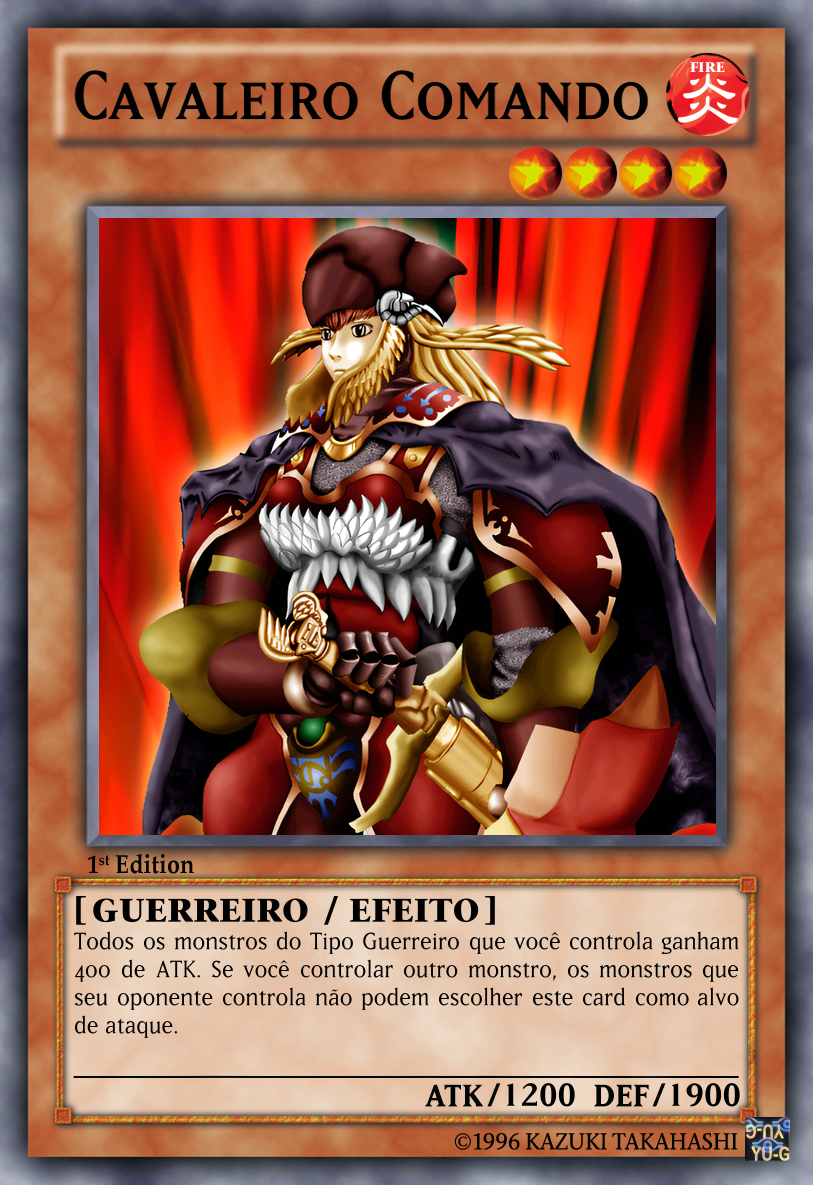 Cavaleiro Comando
FIRE
炎
1st Edition
[GUERREIRO / EFEITO]
Todos os monstros do Tipo Guerreiro que você controla ganham
400 de ATK. Se você controlar outro monstro, os monstros que
seu oponente controla não podem escolher este card como alvo
de ataque.
ATK/1200 DEF/1900
©1996 KAZUKI TAKAHASHI
YU-G
YU-G